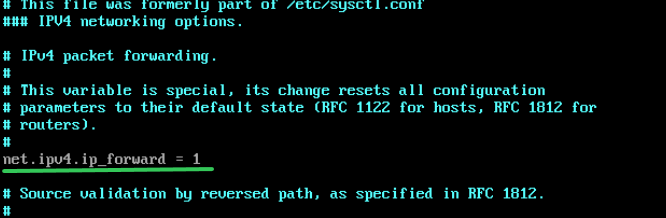 # This file was formerly part of /etc/sysctl.conf
### IPV4 networking options.
# IPv4 packet forwarding.
#
# This variable is special, its change resets all configuration
# parameters to their default state (RFC 1122 for hosts, RFC 1812 for
# routers).
#
net.ipv4.ip_forward = 1
# Source validation by reversed path, as specified in RFC 1812.
#